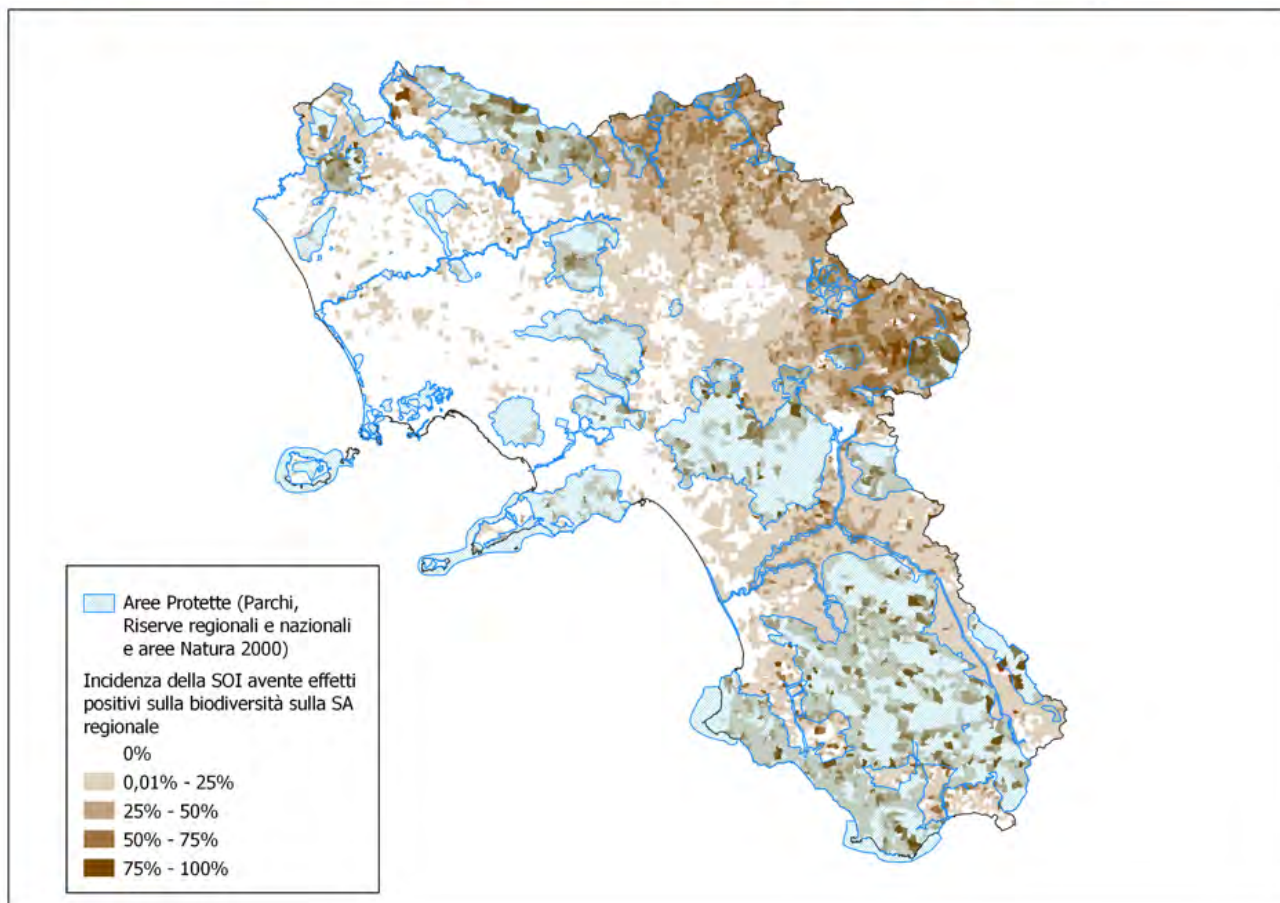 Aree Protette (Parchi,
Riserve regionali e nazionali
e aree Natura 2000)
Incidenza della SOI avente effetti
positivi sulla biodiversità sulla SA
regionale
0%
0,01% - 25%
25% - 50%
50% - 75%
75% - 100%